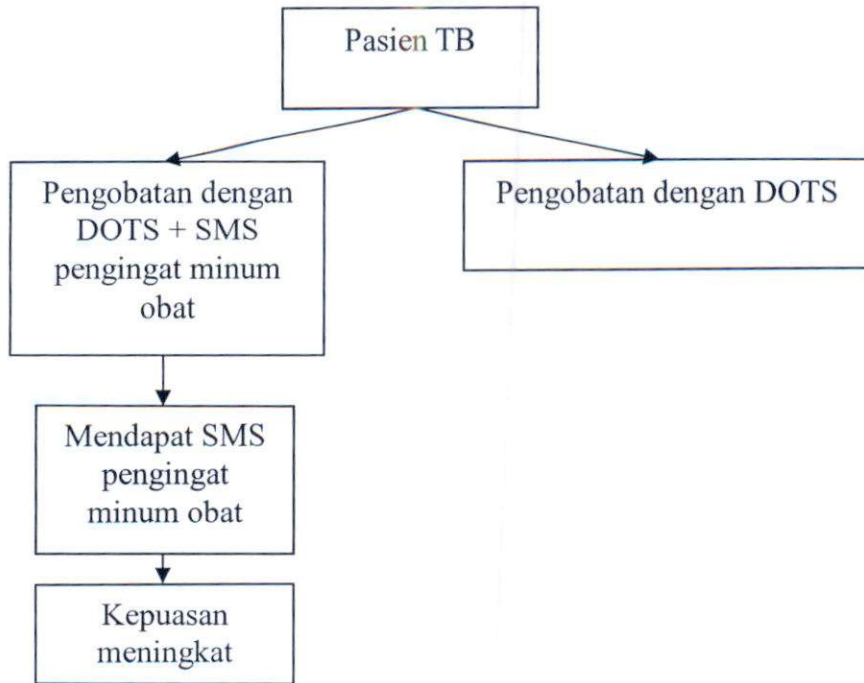 Pasien TB
Pengobatan dengan
DOTS + SMS
pengingat minum
obat
Pengobatan dengan DOTS
Mendapat SMS
pengingat
minum obat
Kepuasan
meningkat